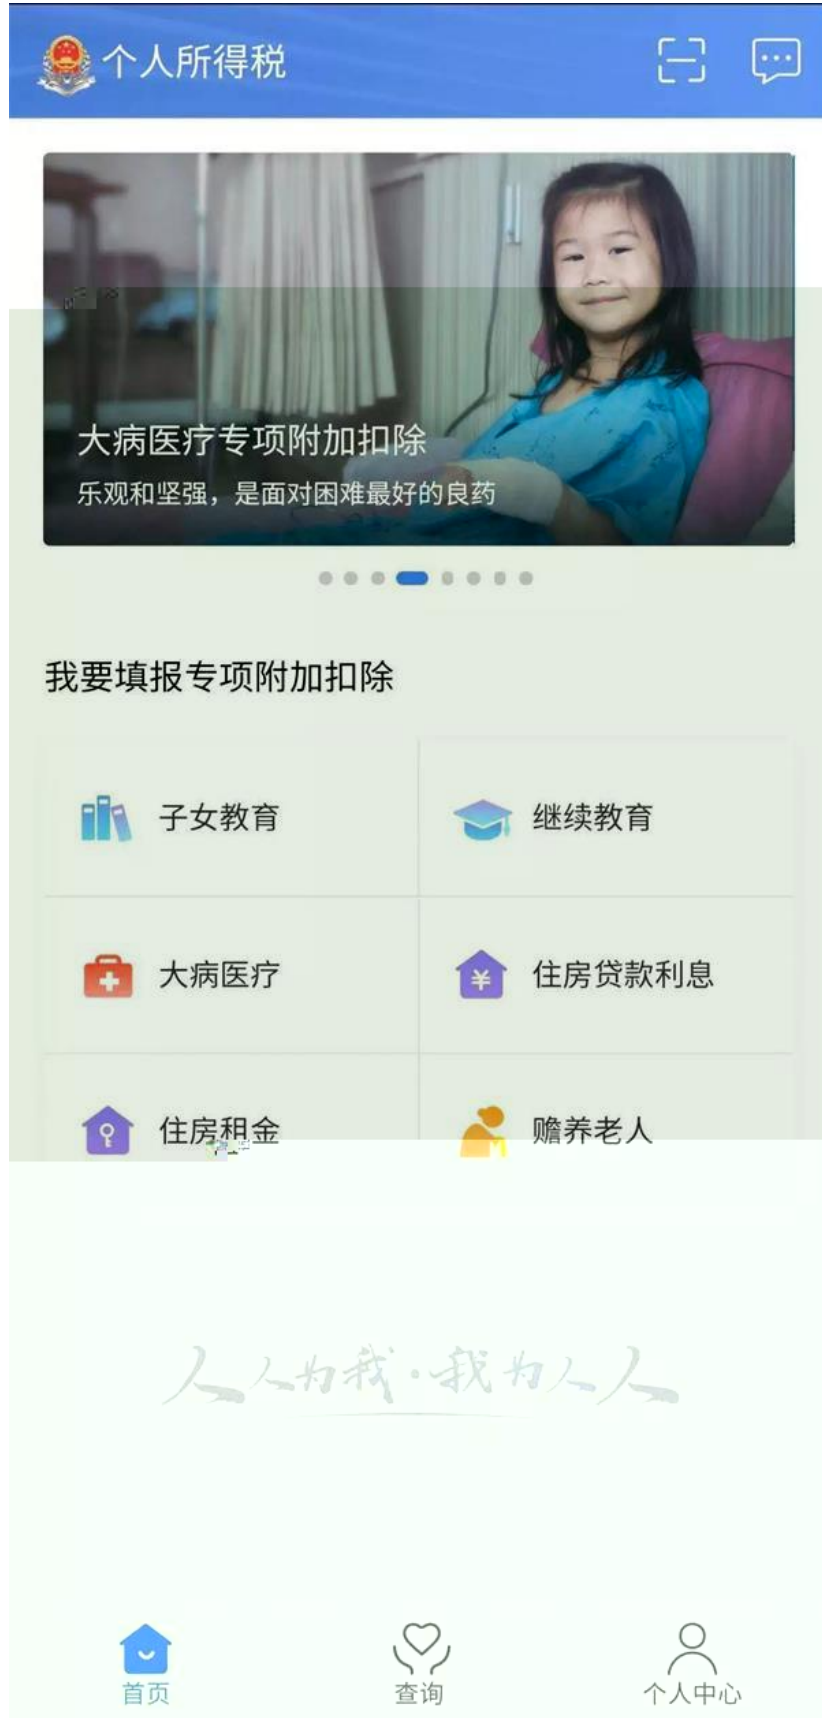 个人所得税
大病医疗专项附加扣除
乐观和坚强，是面对困难最好的良药
我要填报专项附加扣除
子女教育
继续教育
大病医疗
住房贷款利息
¥
住房租金
赡养老人
人人为我·我为人人
首页
查询
个人中心